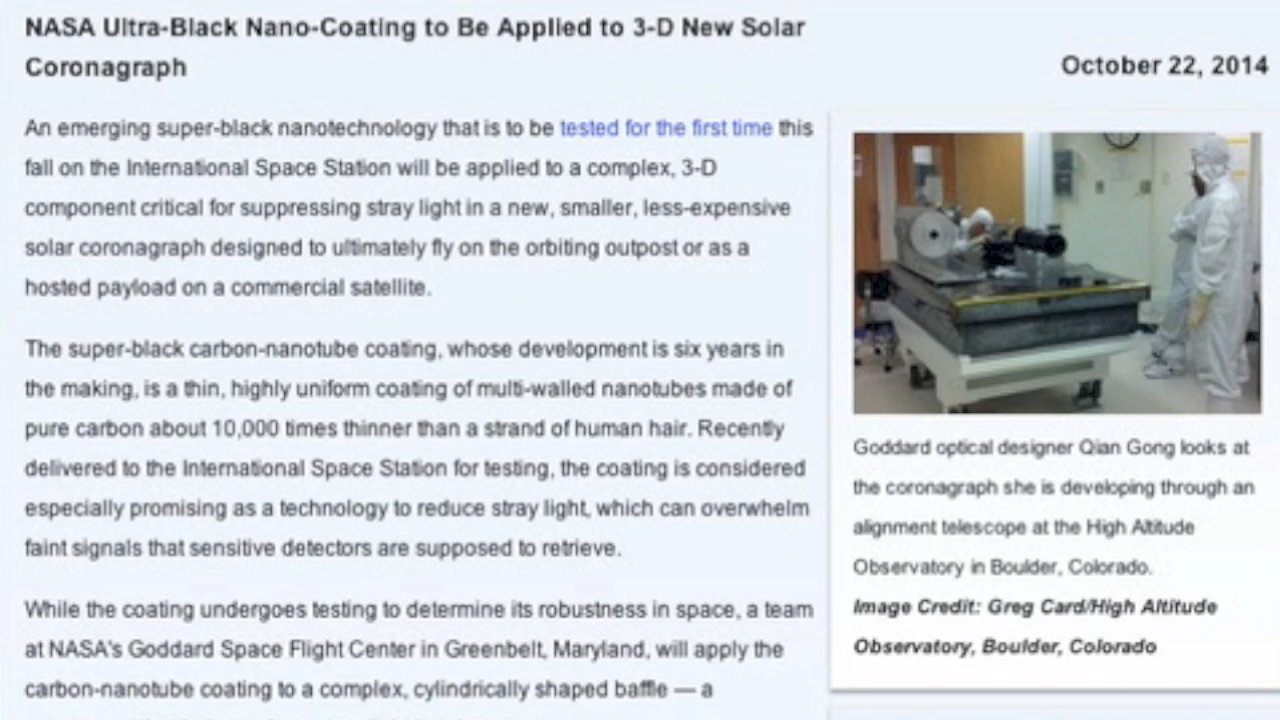 NASA Ultra-Black Nano-Coating to Be Applied to 3-D New Solar
Coronagraph
October 22, 2014
An emerging super-black nanotechnology that is to be tested for the first time this
fall on the International Space Station will be applied to a complex, 3-D
component critical for suppressing stray light in a new, smaller, less-expensive
solar coronagraph designed to ultimately fly on the orbiting outpost or as a
hosted payload on a commercial satellite.
The super-black carbon-nanotube coating, whose development is six years in
the making, is a thin, highly uniform coating of multi-walled nanotubes made of
pure carbon about 10,000 times thinner than a strand of human hair. Recently
delivered to the International Space Station for testing, the coating is considered
especially promising as a technology to reduce stray light, which can overwhelm
faint signals that sensitive detectors are supposed to retrieve.
While the coating undergoes testing to determine its robustness in space, a team
at NASA's Goddard Space Flight Center in Greenbelt, Maryland, will apply the
carbon-nanotube coating to a complex, cylindrically shaped baffle — a
Goddard optical designer Qian Gong looks at
the coronagraph she is developing through an
alignment telescope at the High Altitude
Observatory in Boulder, Colorado.
Image Credit: Greg Card/High Altitude
Observatory, Boulder, Colorado